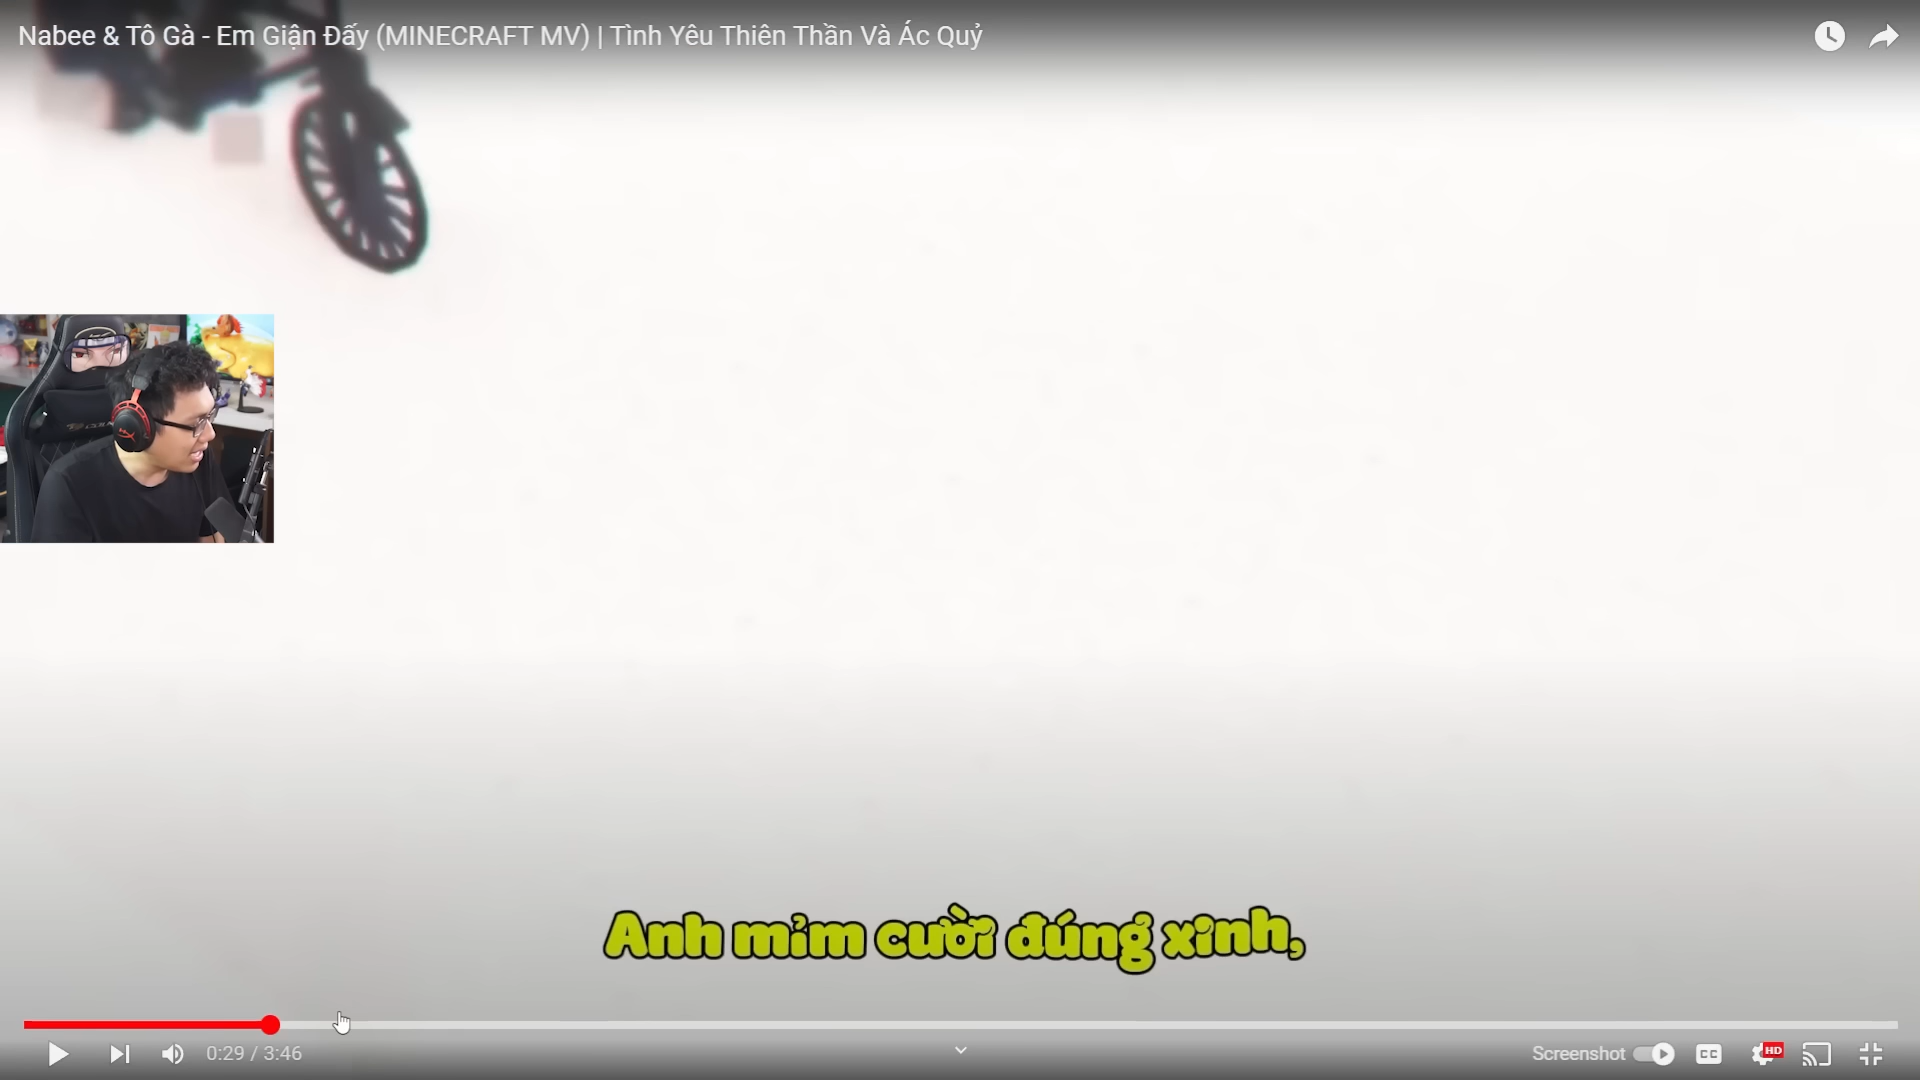 Nabee & Tô Gà - Em Giận Đấy (MINECRAFT MV) | Tình Yêu Thiên Thần Và Ác Quỷ
Anh mỉm cười đúng xinh,
0:29 / 3:46
Screenshot
CC
HD